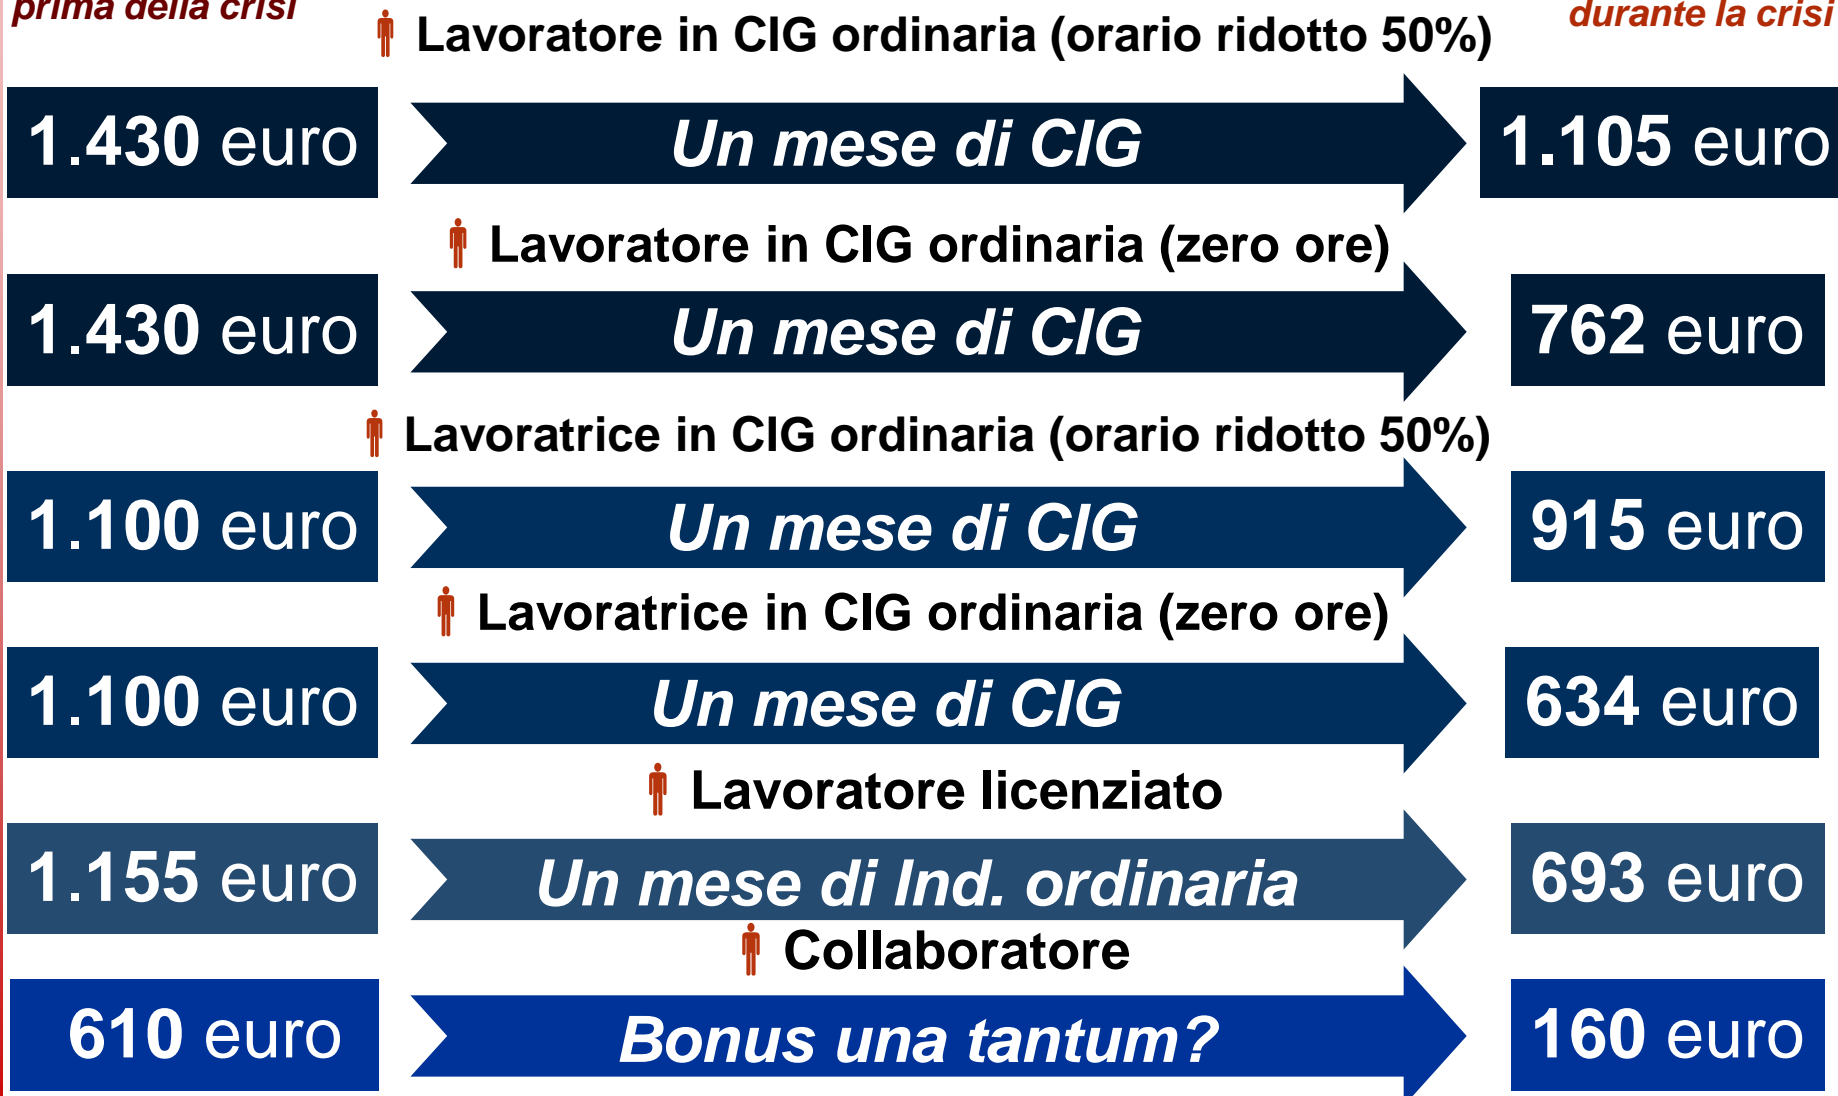 prima della crisi
durante la crisi
Lavoratore in CIG ordinaria (orario ridotto 50%)
1.430 euro
Un mese di CIG
1.105 euro
Lavoratore in CIG ordinaria (zero ore)
1.430 euro
Un mese di CIG
762 euro
Lavoratrice in CIG ordinaria (orario ridotto 50%)
1.100 euro
Un mese di CIG
915 euro
Lavoratrice in CIG ordinaria (zero ore)
1.100 euro
Un mese di CIG
634 euro
Lavoratore licenziato
1.155 euro
Un mese di Ind. ordinaria
693 euro
Collaboratore
610 euro
Bonus una tantum?
160 euro